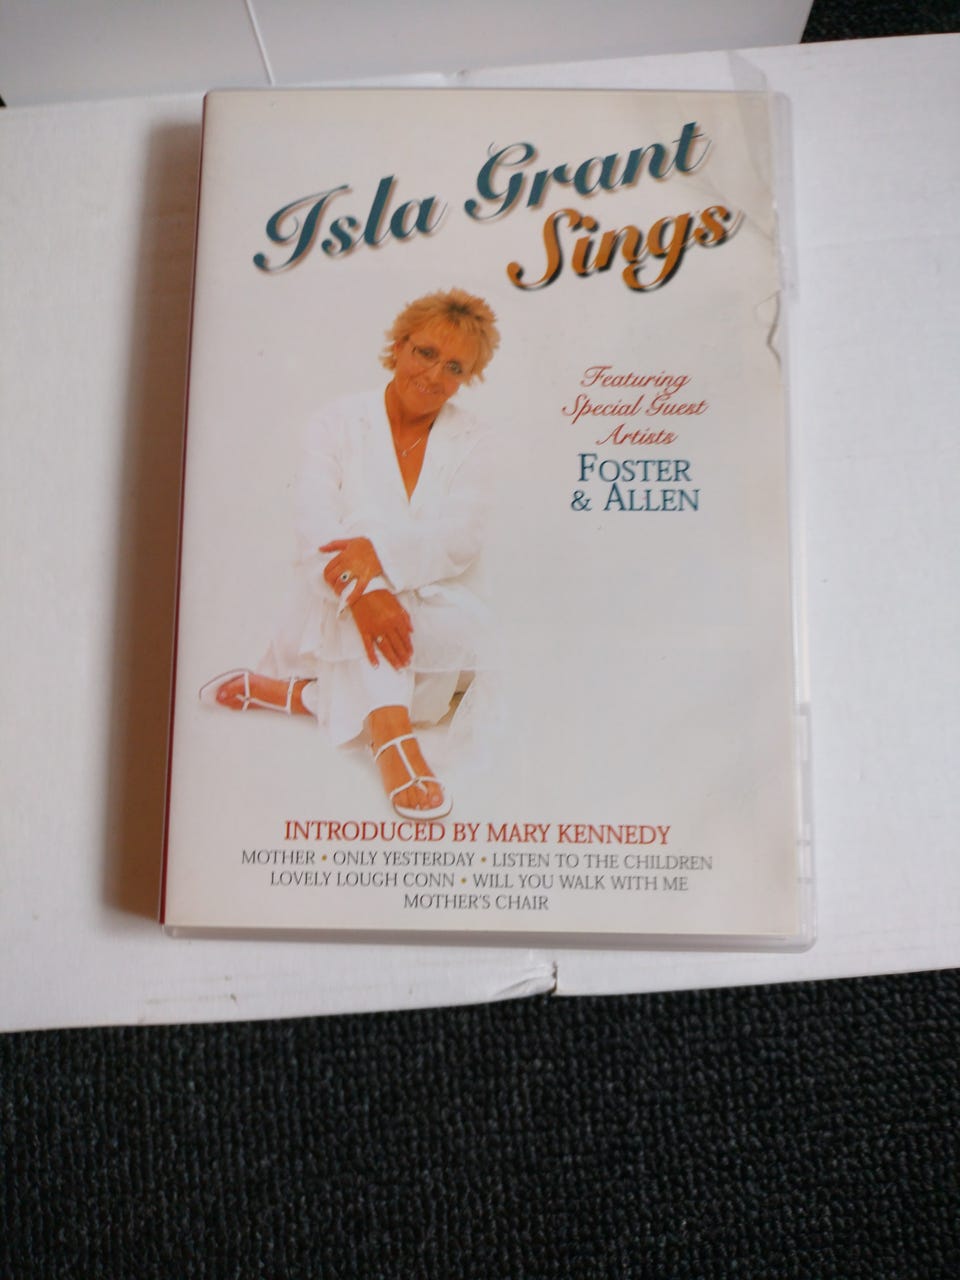 Isla Grant
Sings
Featuring
Special Guest
Artists
FOSTER
& ALLEN
INTRODUCED BY MARY KENNEDY
MOTHER • ONLY YESTERDAY • LISTEN TO THE CHILDREN
LOVELY LOUGH CONN • WILL YOU WALK WITH ME
MOTHER'S CHAIR